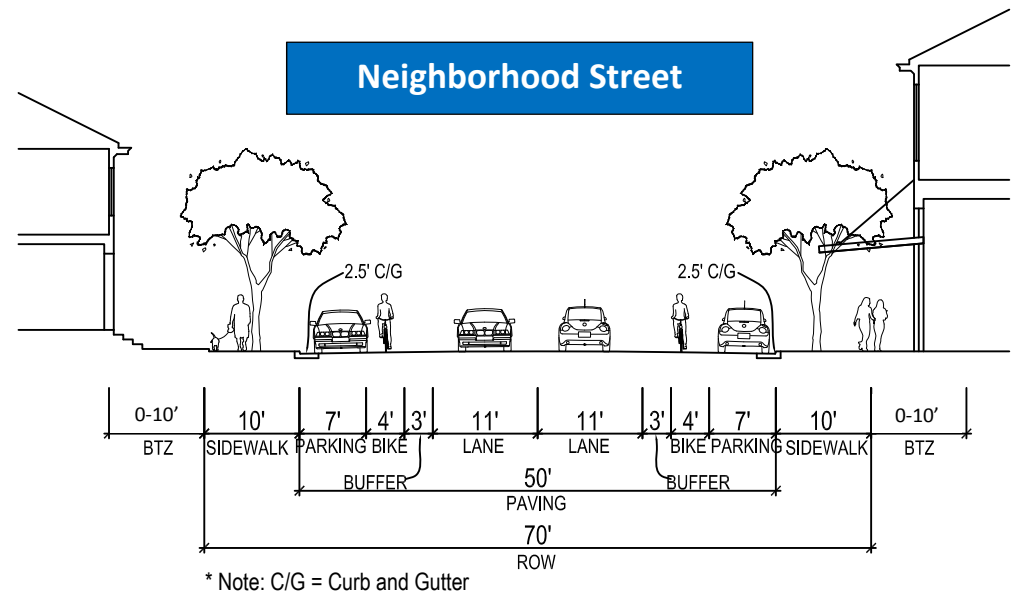 Neighborhood Street
2.5' C/G
2.5' C/G
0-10' 10' 7' 4' 3' 11' 11' 3' 4' 7' 10' 0-10'
BTZ SIDEWALK PARKING BIKE LANE LANE BIKE PARKING SIDEWALK BTZ
BUFFER 50' BUFFER
PAVING
70'
ROW
* Note: C/G = Curb and Gutter